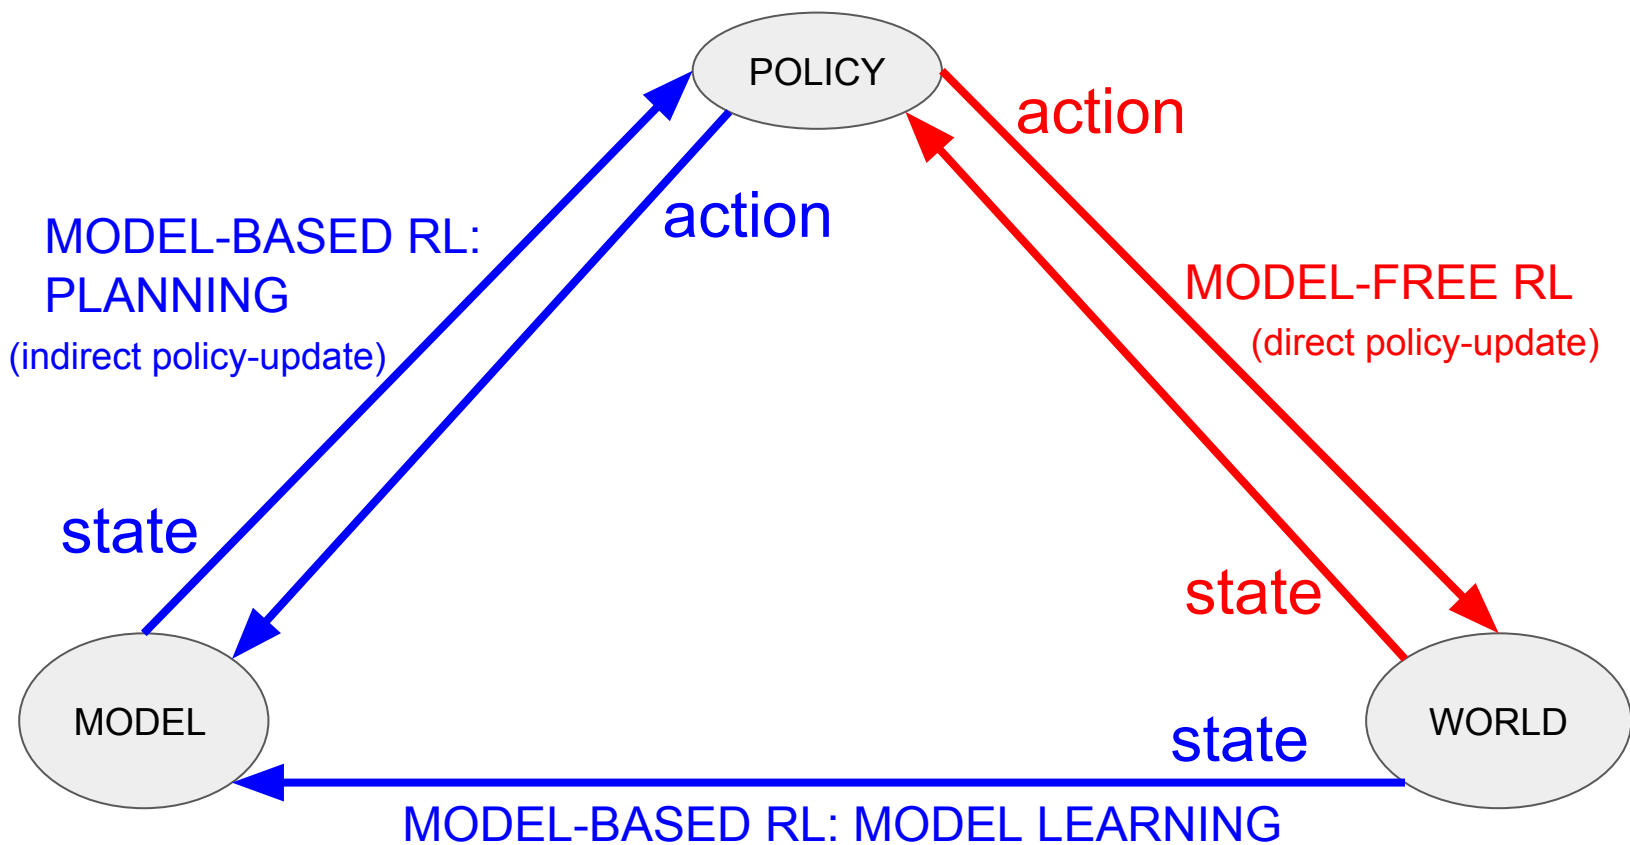 POLICY
action
action
MODEL-BASED RL:
PLANNING
(indirect policy-update)
MODEL-FREE RL
(direct policy-update)
state
state
MODEL
WORLD
state
MODEL-BASED RL: MODEL LEARNING